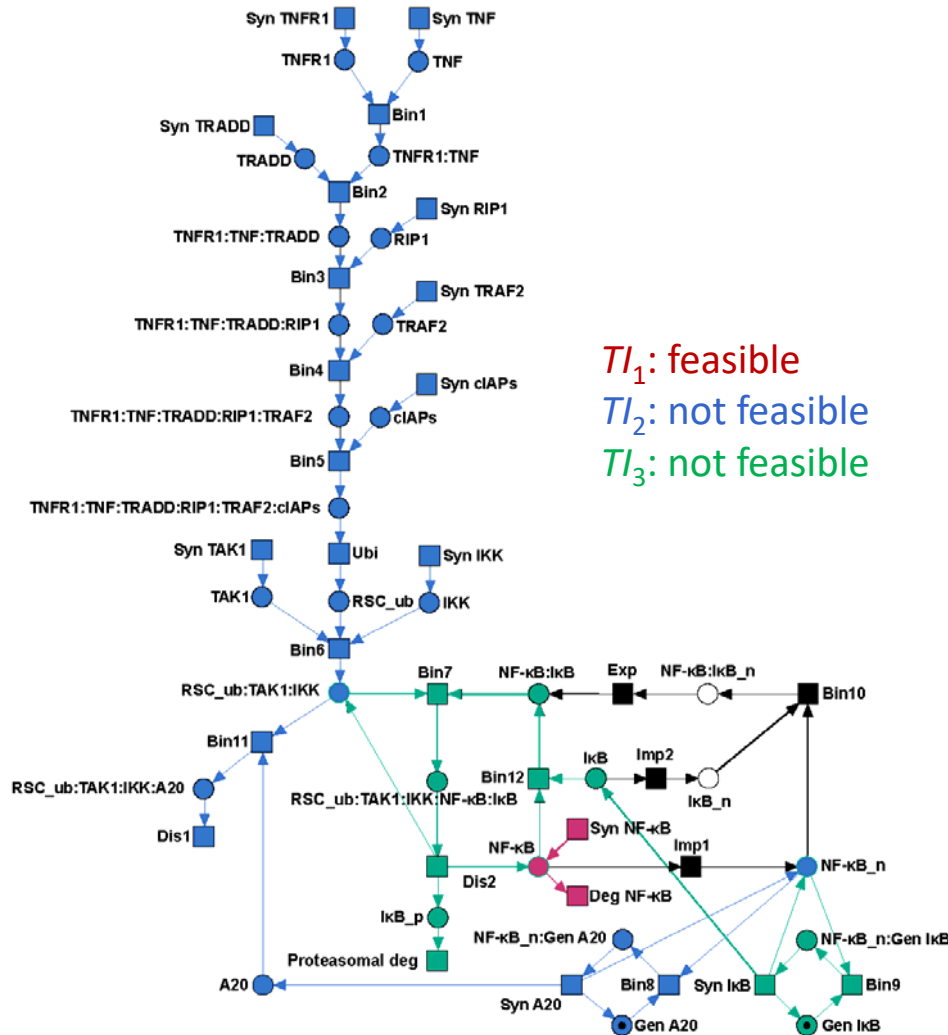 Syn TNFR1
Syn TNF
TNFR1
TNF
Bin1
Syn TRADD
TRADD
TNFR1:TNF
Bin2
Syn RIP1
TNFR1:TNF:TRADD
RIP1
Bin3
Syn TRAF2
TNFR1:TNF:TRADD:RIP1
TRAF2
TI1: feasible
Bin4
Syn cIAPs
TI2: not feasible
TNFR1:TNF:TRADD:RIP1:TRAF2
cIAPs
TI3: not feasible
Bin5
TNFR1:TNF:TRADD:RIP1:TRAF2:cIAPs
Syn TAK1
Ubi
Syn IKK
TAK1
RSC_ub
IKK
Bin6
Bin7
NF-κB:IκB
Exp
NF-κB:IκB_n
RSC_ub:TAK1:IKK
Bin10
Bin11
IκB
Imp2
Bin12
RSC_ub:TAK1:IKK:A20
RSC_ub:TAK1:IKK:NF-κB:IκB
IκB_n
Syn NF-κB
Dis1
NF-κB
Imp1
NF-κB_n
Dis2
Deg NF-κB
IκB_p
NF-κB_n:Gen A20
NF-κB_n:Gen IκB
Proteasomal deg
A20
Bin8
Syn IκB
Bin9
Syn A20
Gen A20
Gen IκB